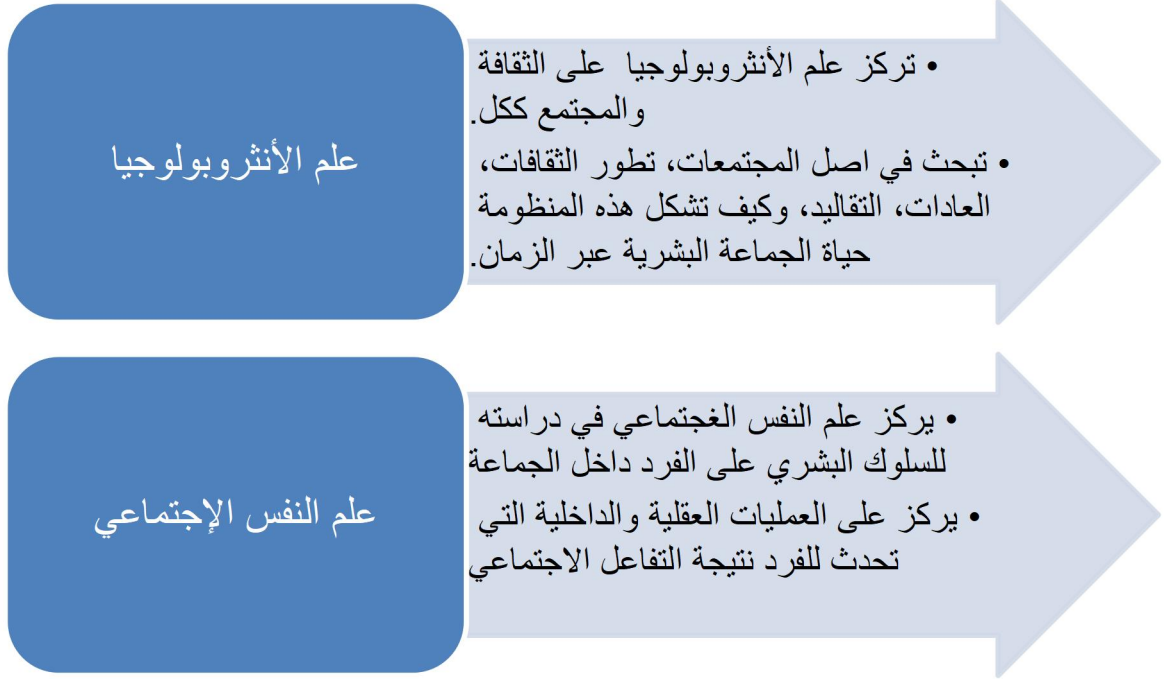 علم الأنثروبولوجيا
• تركز علم الأنثروبولوجيا على الثقافة
والمجتمع ككل.
• تبحث في اصل المجتمعات، تطور الثقافات،
العادات، التقاليد، وكيف تشكل هذه المنظومة
حياة الجماعة البشرية عبر الزمان.
علم النفس الإجتماعي
• يركز علم النفس الغجتماعي في دراسته
للسلوك البشري على الفرد داخل الجماعة
• يركز على العمليات العقلية والداخلية التي
تحدث للفرد نتيجة التفاعل الاجتماعي